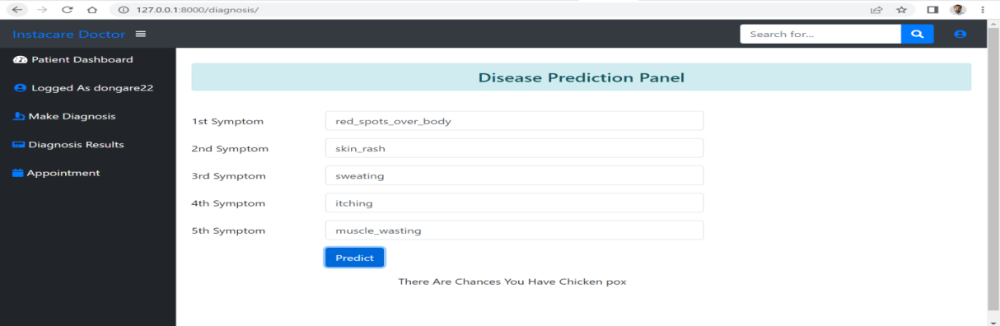 127.0.0.1:8000/diagnosis/
Instacare Doctor
Search for...
Patient Dashboard
Logged As dongare22
Make Diagnosis
Diagnosis Results
Appointment
Disease Prediction Panel
1st Symptom red_spots_over_body
2nd Symptom skin_rash
3rd Symptom sweating
4th Symptom itching
5th Symptom muscle_wasting
Predict
There Are Chances You Have Chicken pox